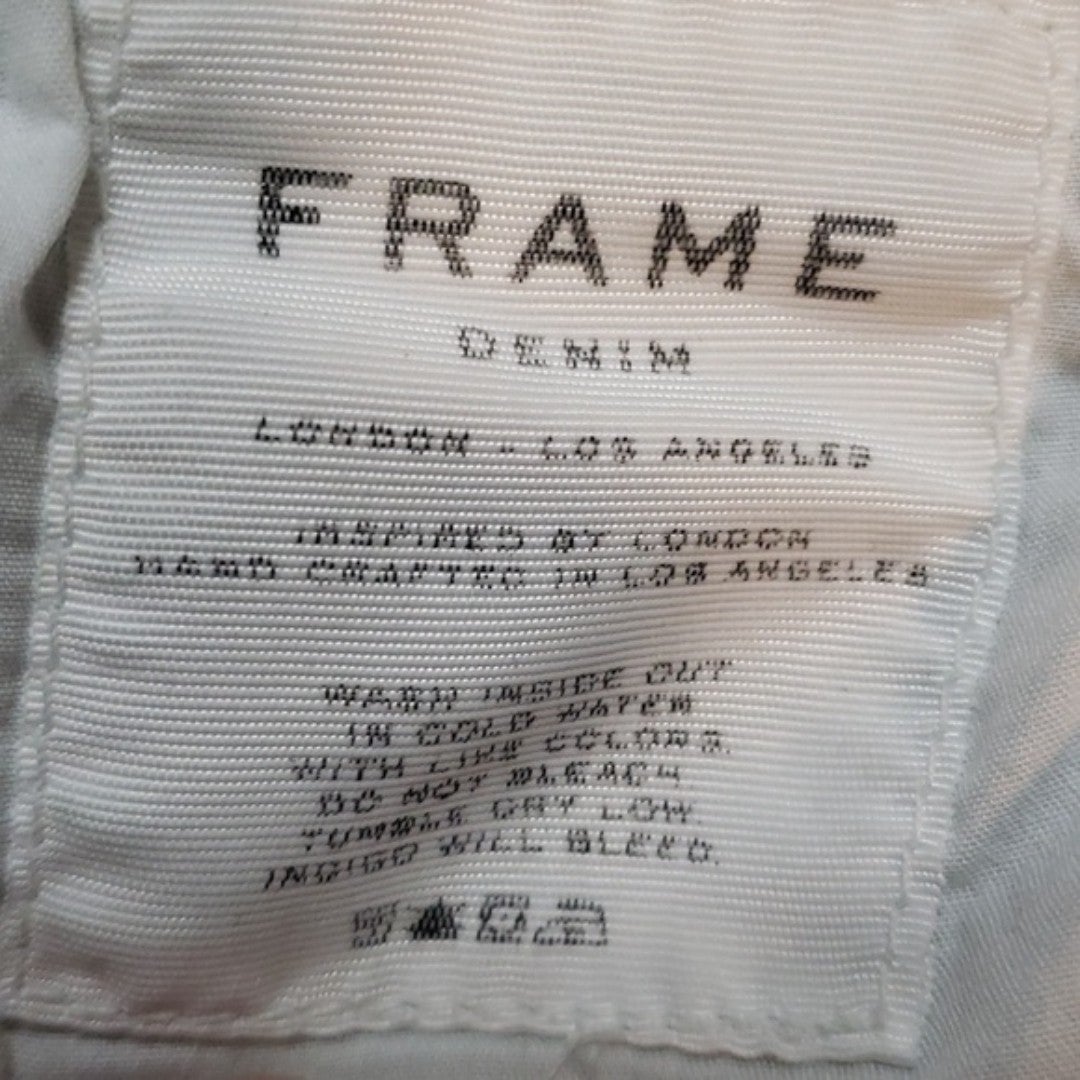 FRAME
DENIM
LONDON - LOS ANGELES
INSPIRED BY LONDON
HAND CRAFTED IN LOS ANGELES
WASH INSIDE OUT
IN COLD WATER
WITH LIKE COLORS.
DO NOT BLEACH.
TUMBLE DRY LOW.
INDIGO WILL BLEED.